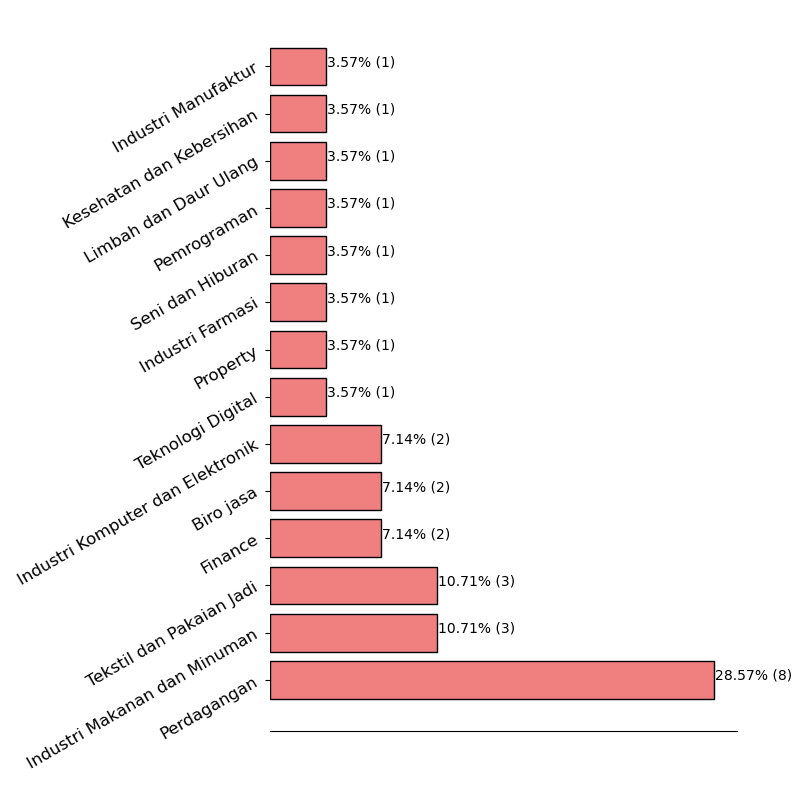 Industri Manufaktur 3.57% (1)
Kesehatan dan Kebersihan 3.57% (1)
Limbah dan Daur Ulang 3.57% (1)
Pemrograman 3.57% (1)
Seni dan Hiburan 3.57% (1)
Industri Farmasi 3.57% (1)
Property 3.57% (1)
Teknologi Digital 3.57% (1)
Industri Komputer dan Elektronik 7.14% (2)
Biro jasa 7.14% (2)
Finance 7.14% (2)
Tekstil dan Pakaian Jadi 10.71% (3)
Industri Makanan dan Minuman 10.71% (3)
Perdagangan 28.57% (8)